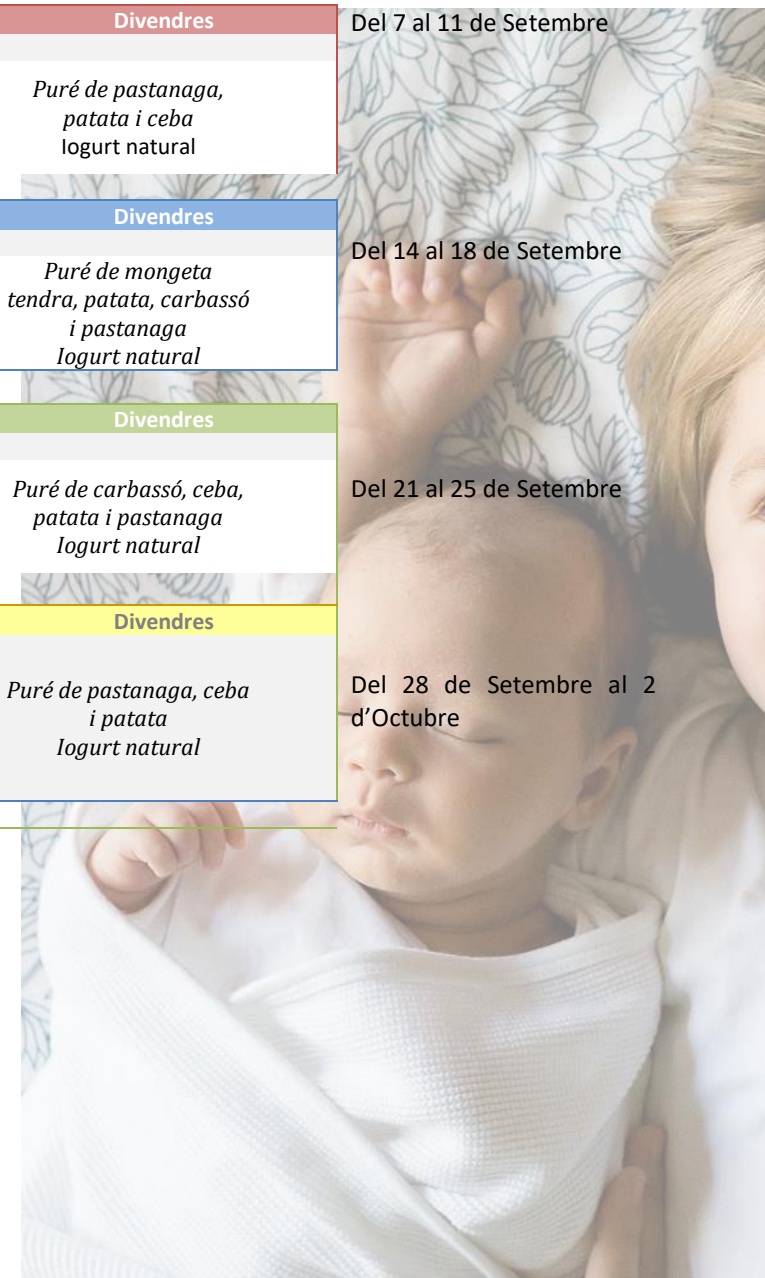 Divendres
Del 7 al 11 de Setembre
Puré de pastanaga,
patata i ceba
Iogurt natural
Divendres
Del 14 al 18 de Setembre
Puré de mongeta
tendra, patata, carbassó
i pastanaga
Iogurt natural
Divendres
Del 21 al 25 de Setembre
Puré de carbassó, ceba,
patata i pastanaga
Iogurt natural
Divendres
Del 28 de Setembre al 2
d’Octubre
Puré de pastanaga, ceba
i patata
Iogurt natural